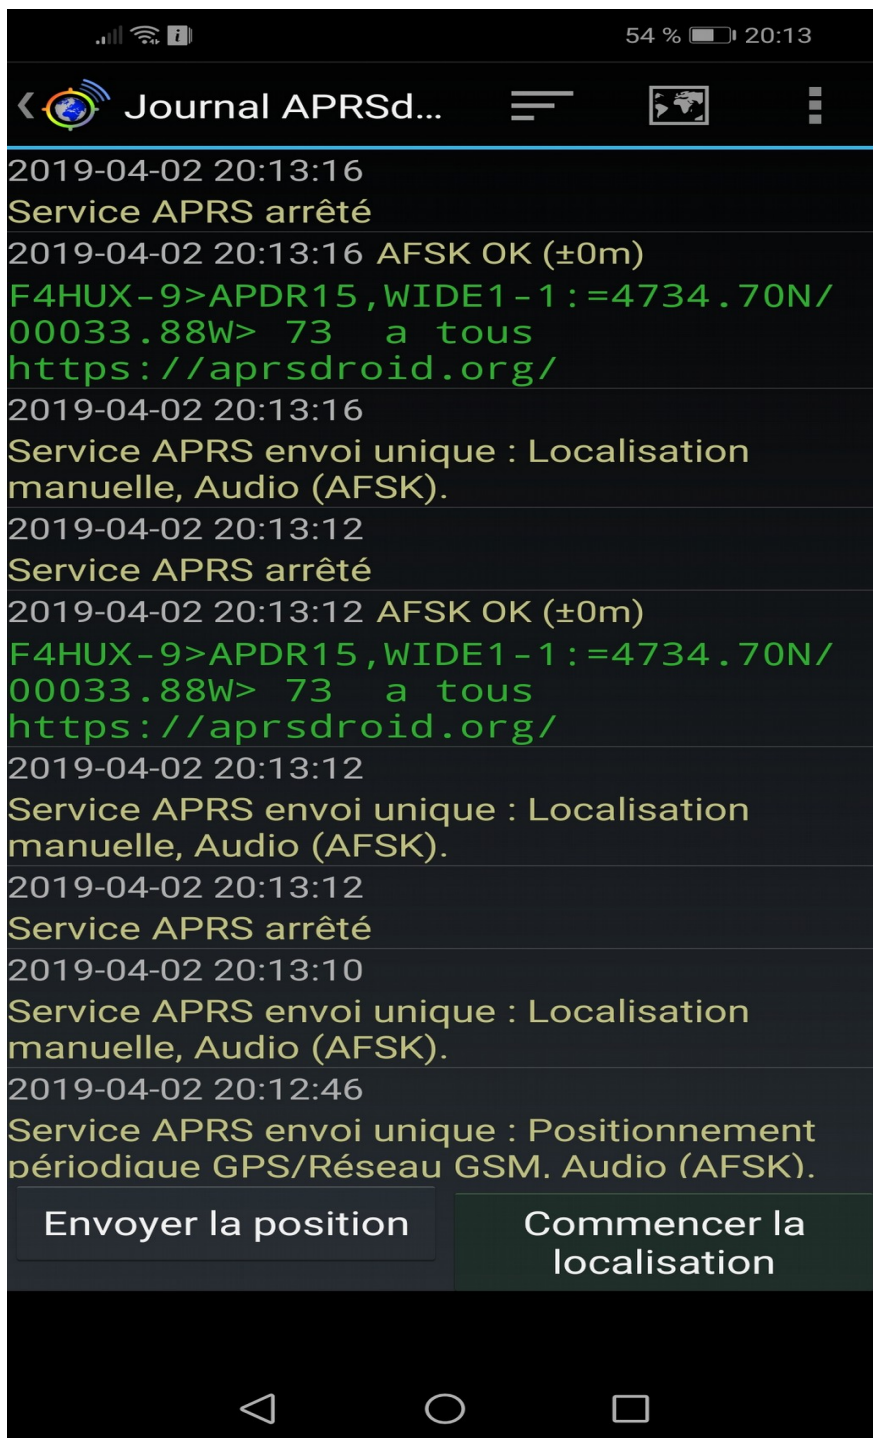 54 % 20:13
Journal APRSd...
2019-04-02 20:13:16
Service APRS arrêté
2019-04-02 20:13:16 AFSK OK (±0m)
F4HUX-9>APDR15,WIDE1-1:=4734.70N/
00033.88W> 73  a tous
https://aprsdroid.org/
2019-04-02 20:13:16
Service APRS envoi unique : Localisation
manuelle, Audio (AFSK).
2019-04-02 20:13:12
Service APRS arrêté
2019-04-02 20:13:12 AFSK OK (±0m)
F4HUX-9>APDR15,WIDE1-1:=4734.70N/
00033.88W> 73  a tous
https://aprsdroid.org/
2019-04-02 20:13:12
Service APRS envoi unique : Localisation
manuelle, Audio (AFSK).
2019-04-02 20:13:12
Service APRS arrêté
2019-04-02 20:13:10
Service APRS envoi unique : Localisation
manuelle, Audio (AFSK).
2019-04-02 20:12:46
Service APRS envoi unique : Positionnement
périodique GPS/Réseau GSM, Audio (AFSK).
Envoyer la position
Commencer la
localisation